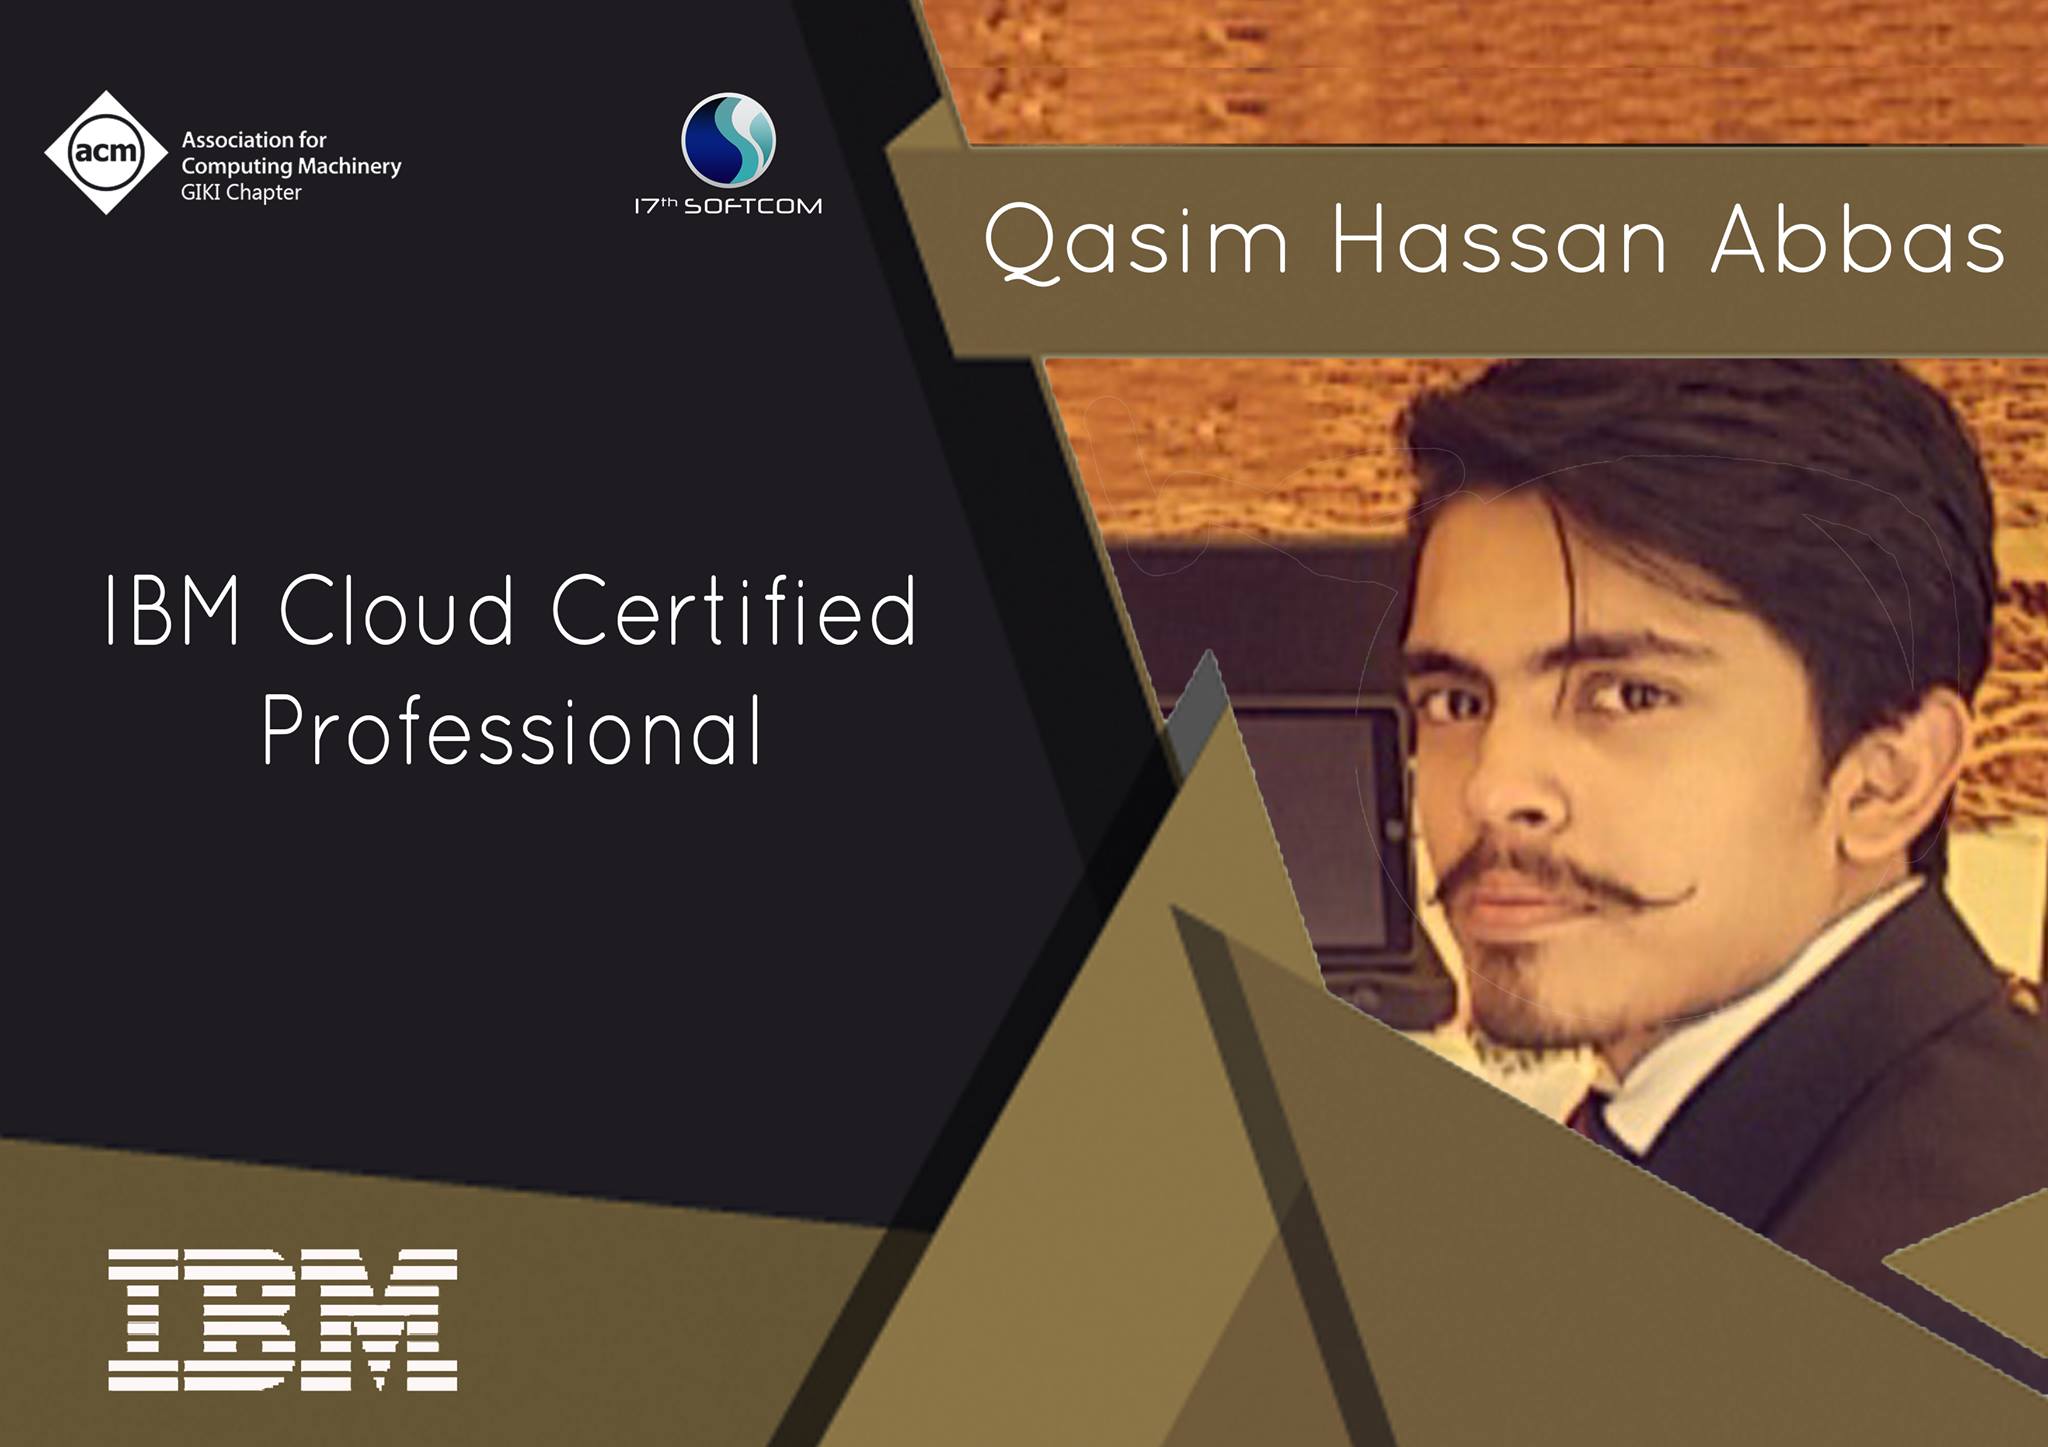 acm
Association for
Computing Machinery
GIKI Chapter
17th SOFTCOM
Qasim Hassan Abbas
IBM Cloud Certified
Professional
IBM